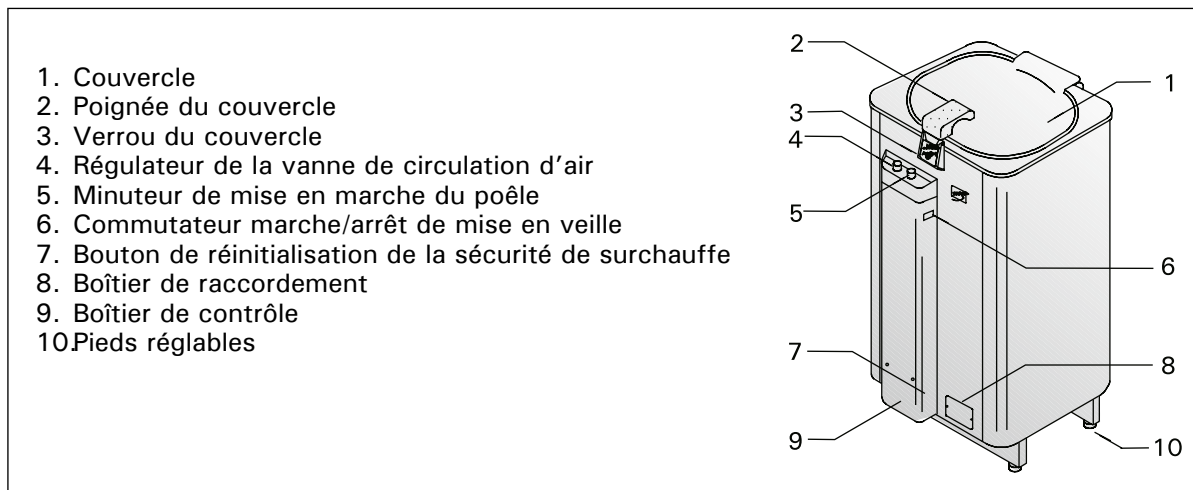 1. Couvercle
2. Poignée du couvercle
3. Verrou du couvercle
4. Régulateur de la vanne de circulation d'air
5. Minuteur de mise en marche du poêle
6. Commutateur marche/arrêt de mise en veille
7. Bouton de réinitialisation de la sécurité de surchauffe
8. Boîtier de raccordement
9. Boîtier de contrôle
10.Pieds réglables
2
1
3
4
5
6
7
8
9
10